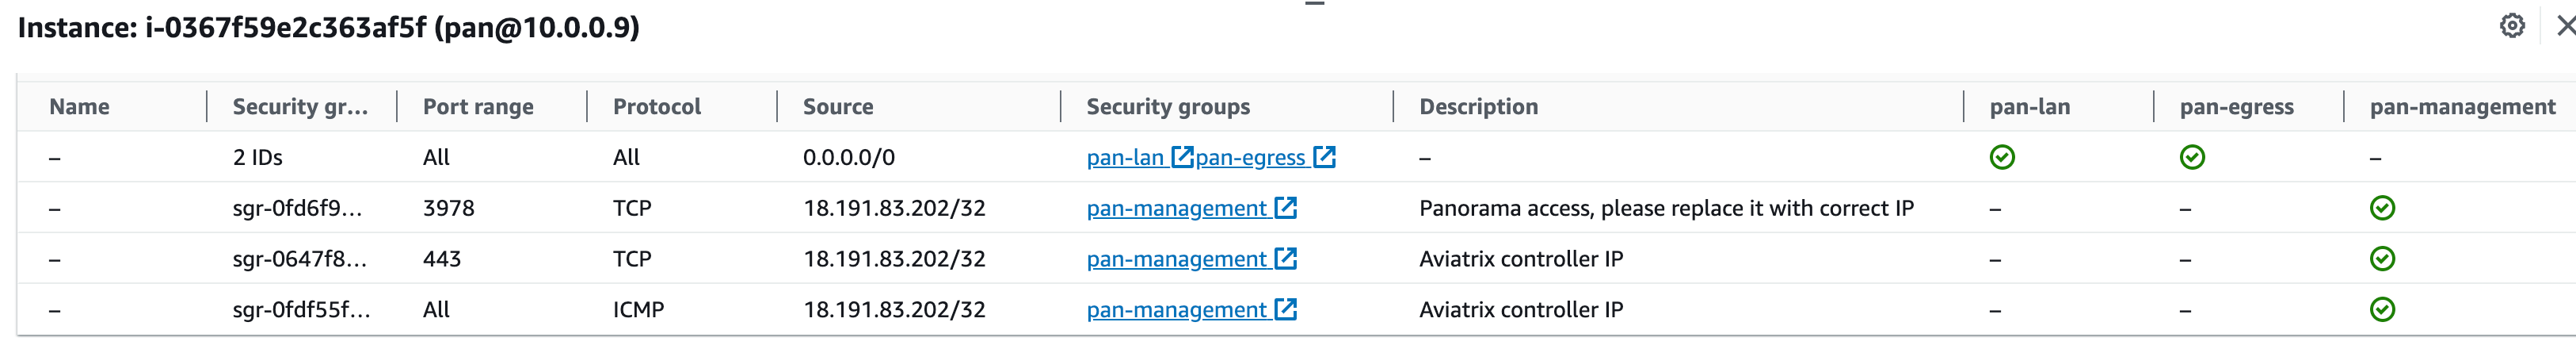 Instance: i-0367f59e2c363af5f (pan@10.0.0.9)
Name Security gr... Port range Protocol Source Security groups Description pan-lan pan-egress pan-management
– 2 IDs All All 0.0.0.0/0 pan-lan pan-egress –  –
– sgr-0fd6f9... 3978 TCP 18.191.83.202/32 pan-management Panorama access, please replace it with correct IP – –
– sgr-0647f8... 443 TCP 18.191.83.202/32 pan-management Aviatrix controller IP – –
– sgr-0fdf55f... All ICMP 18.191.83.202/32 pan-management Aviatrix controller IP – –